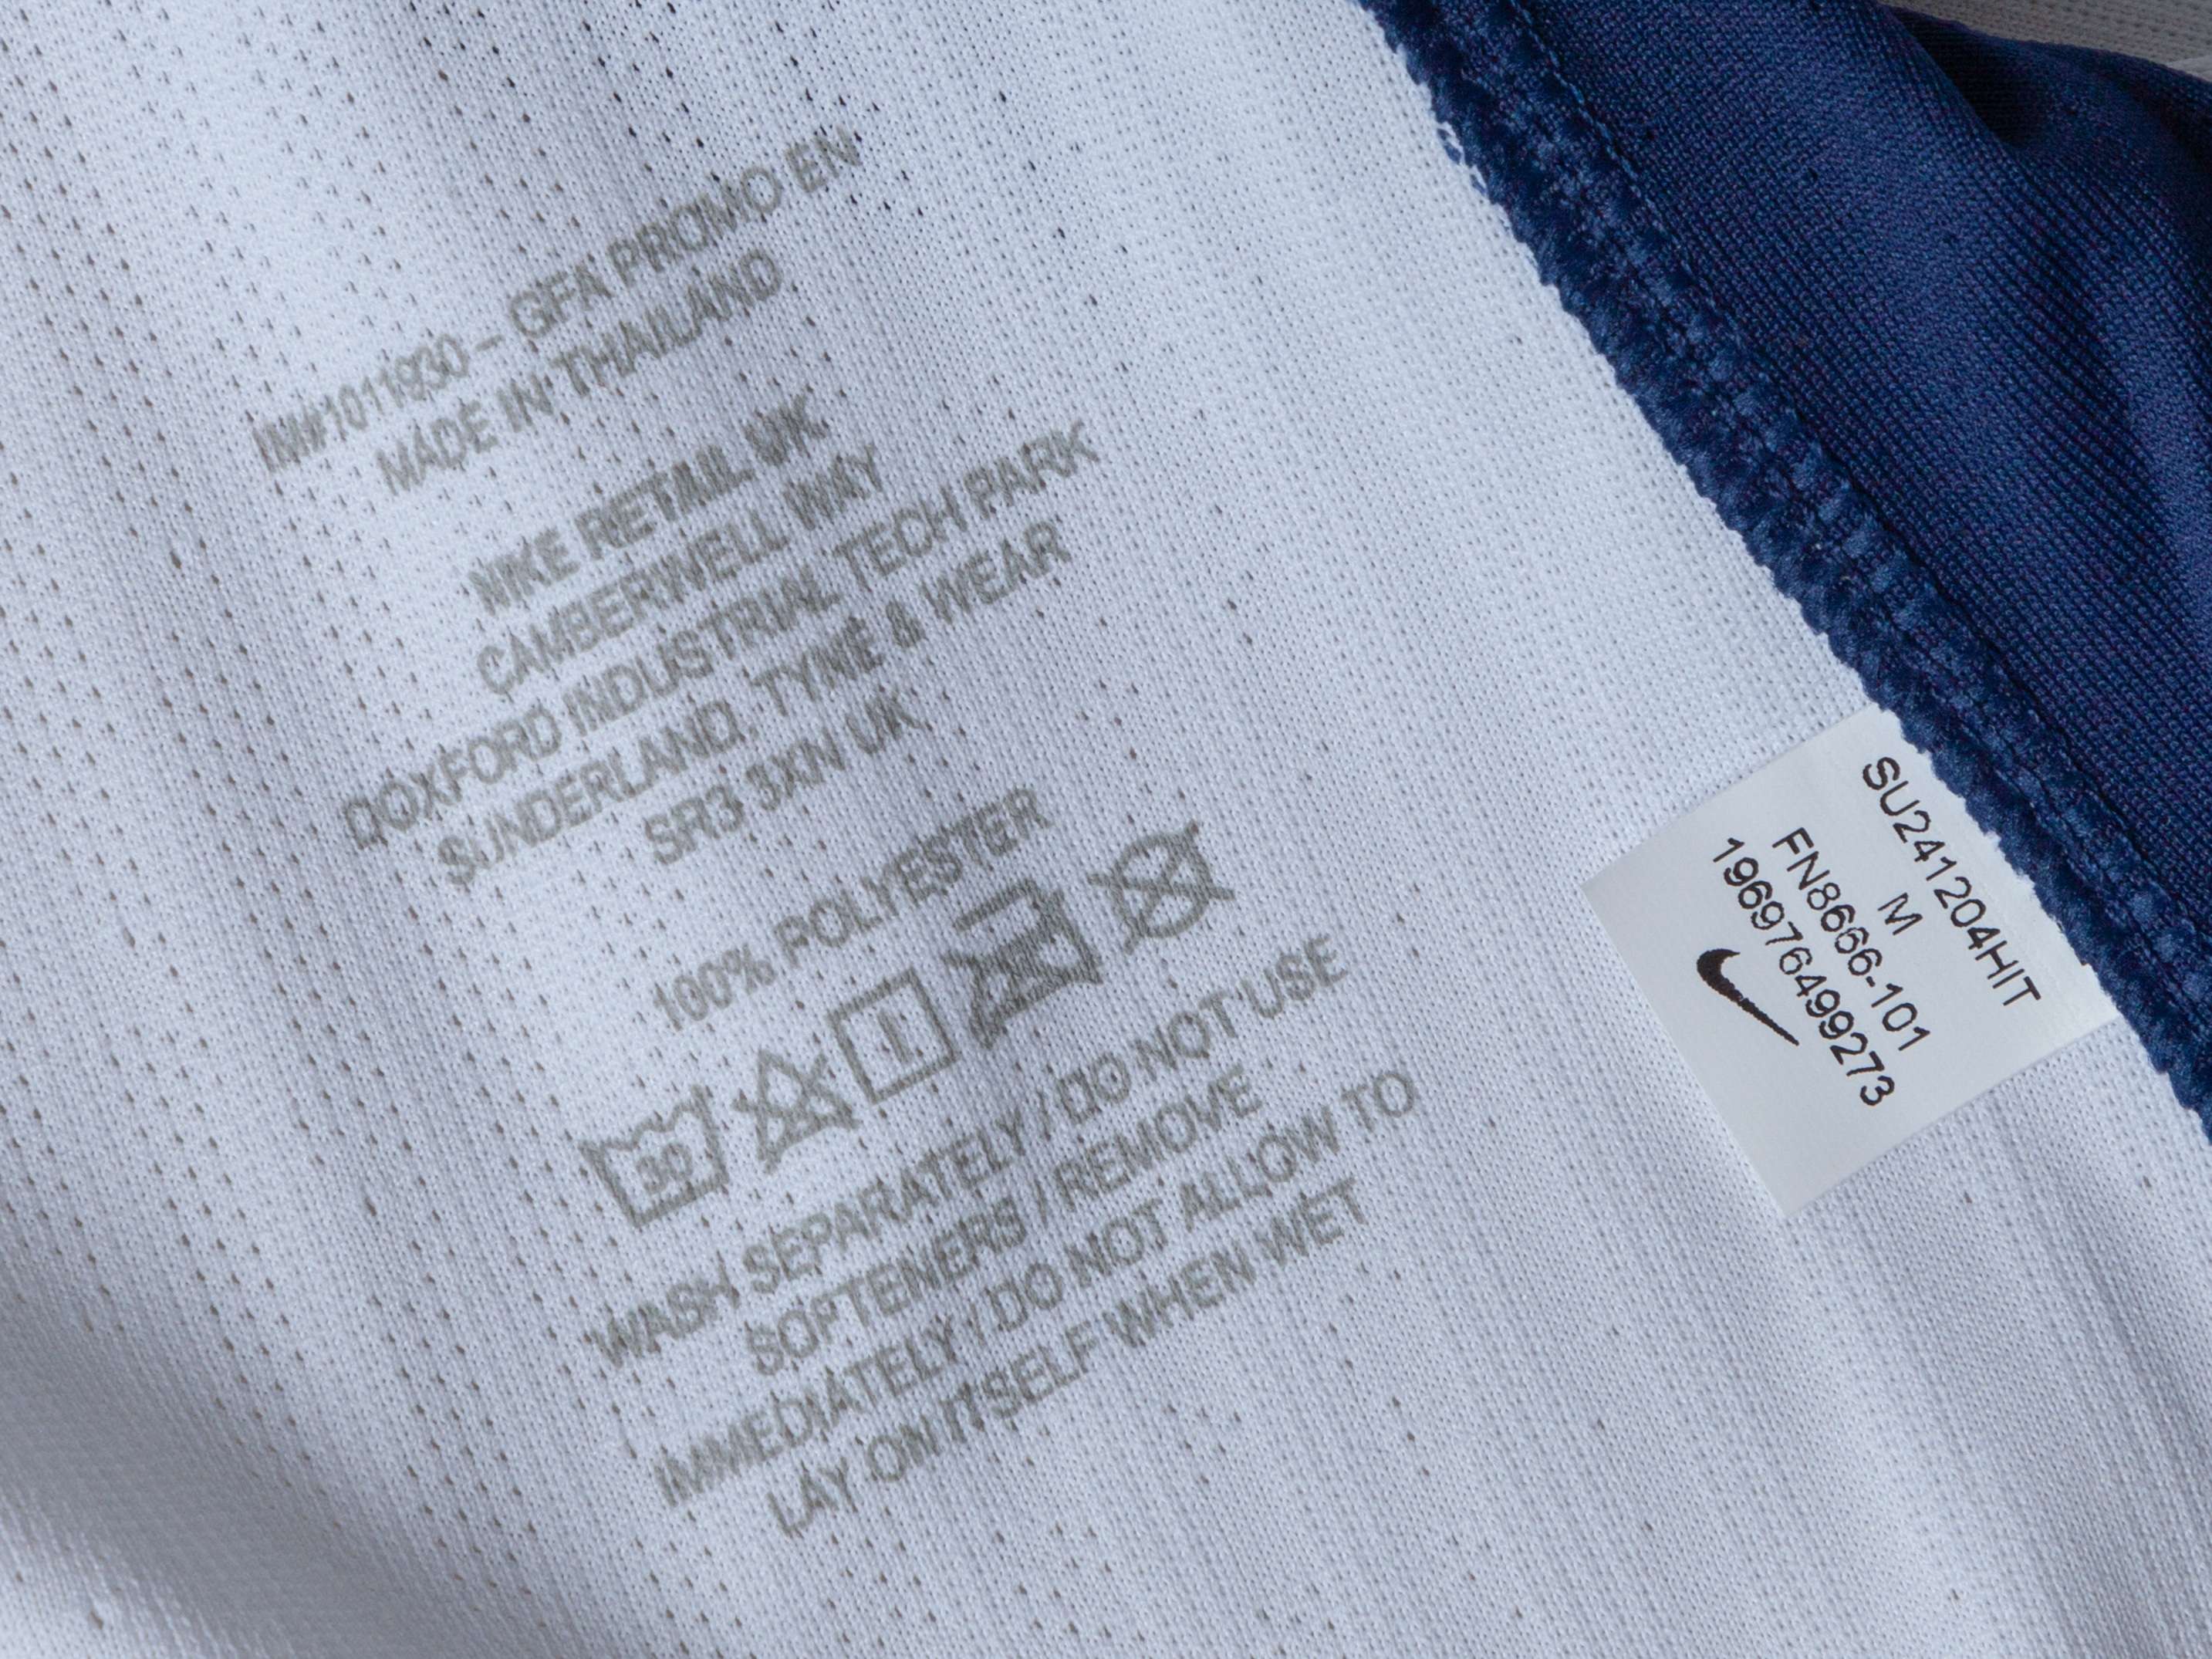 IM#1011930 – GFA PROMO EN
MADE IN THAILAND
NIKE RETAIL UK
CAMBERWELL WAY
DOXFORD INDUSTRIAL TECH PARK
SUNDERLAND, TYNE & WEAR
SR3 3XN UK
100% POLYESTER
30
WASH SEPARATELY / DO NOT USE
SOFTENERS / REMOVE
IMMEDIATELY / DO NOT ALLOW TO
LAY ON ITSELF WHEN WET
SU241204HIT
M
FN8666-101
196976499273